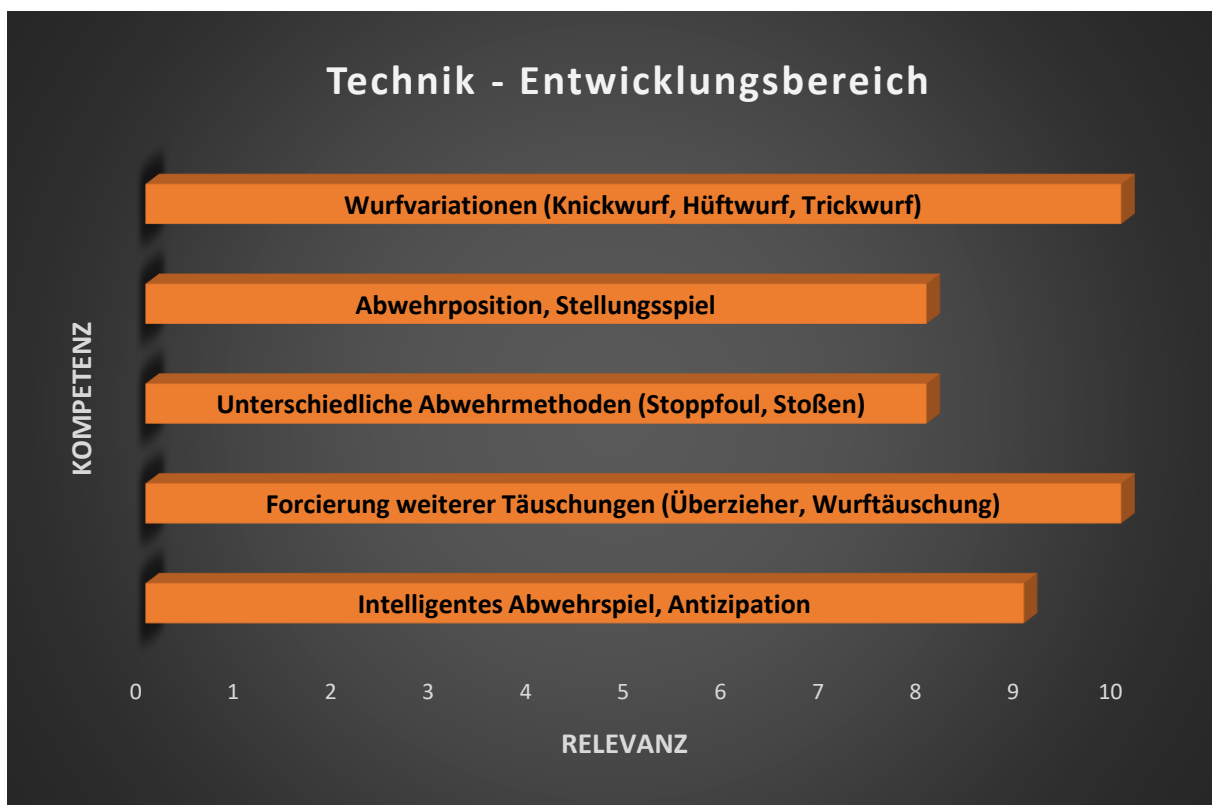 Technik - Entwicklungsbereich
Wurfvariationen (Knickwurf, Hüftwurf, Trickwurf)
Abwehrposition, Stellungsspiel
Unterschiedliche Abwehrmethoden (Stoppfoul, Stoßen)
Forcierung weiterer Täuschungen (Überzieher, Wurftäuschung)
Intelligentes Abwehrspiel, Antizipation
KOMPETENZ
0 1 2 3 4 5 6 7 8 9 10
RELEVANZ